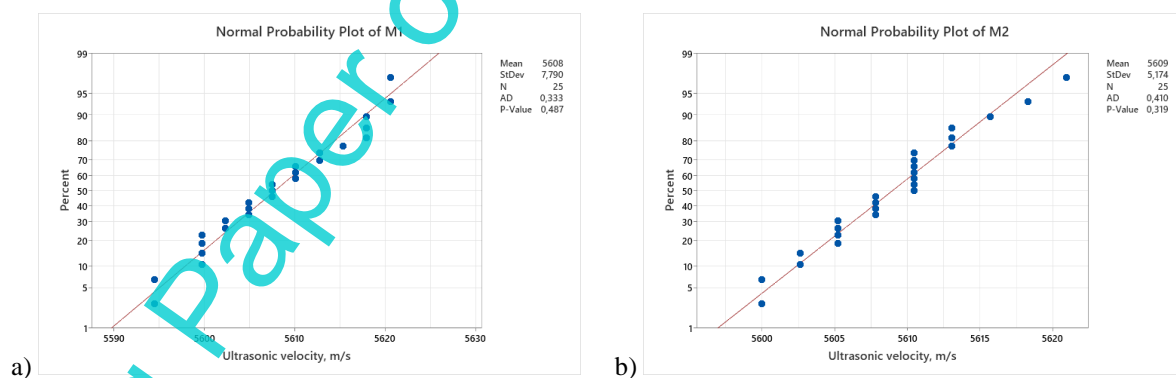 Normal Probability Plot of M1
99
95
90
80
70
60
50
40
30
20
10
5
1
Percent
5590
5600
5610
5620
5630
Ultrasonic velocity, m/s
Mean 5608
StDev 7,790
N 25
AD 0,333
P-Value 0,487
a)
Normal Probability Plot of M2
99
95
90
80
70
60
50
40
30
20
10
5
1
Percent
5600
5605
5610
5615
5620
Ultrasonic velocity, m/s
Mean 5609
StDev 5,174
N 25
AD 0,410
P-Value 0,319
b)
Paper